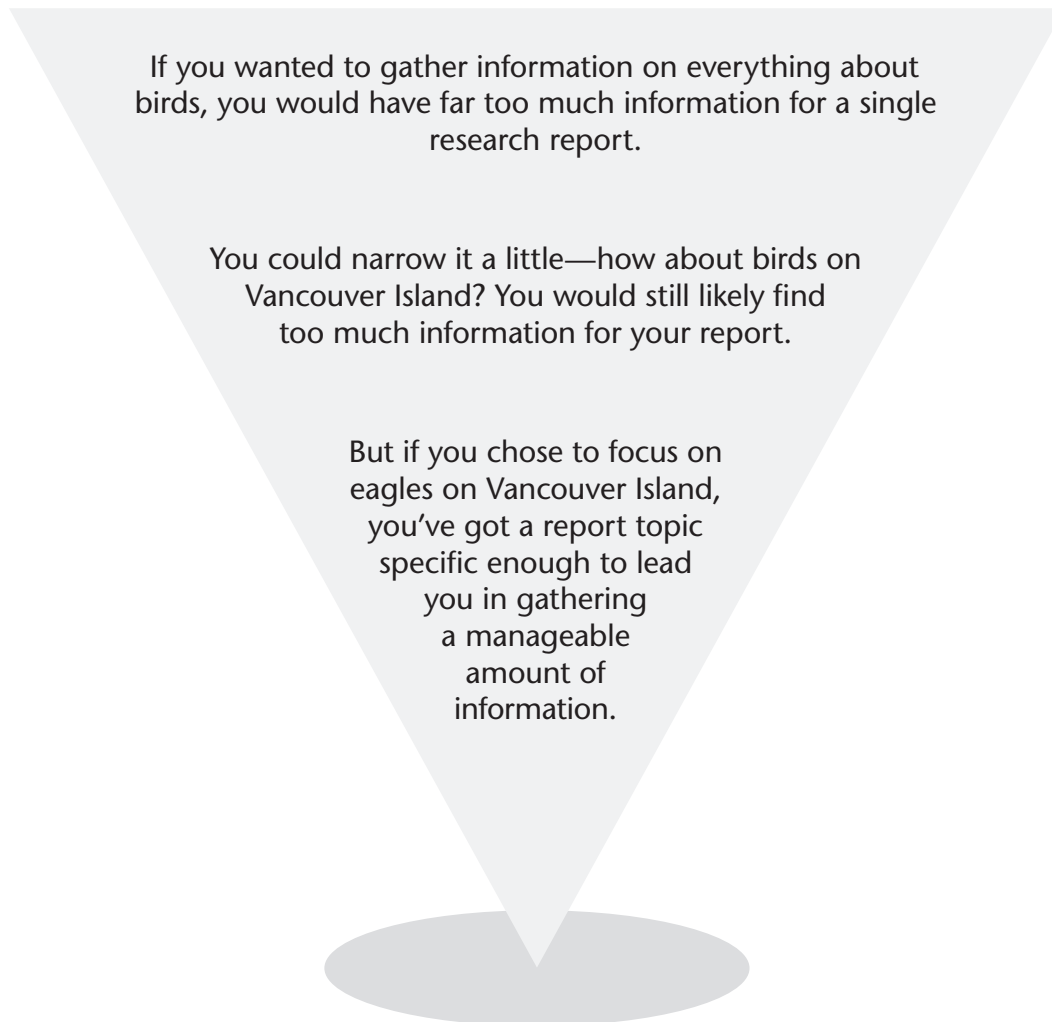 If you wanted to gather information on everything about
birds, you would have far too much information for a single
research report.
You could narrow it a little—how about birds on
Vancouver Island? You would still likely find
too much information for your report.
But if you chose to focus on
eagles on Vancouver Island,
you’ve got a report topic
specific enough to lead
you in gathering
a manageable
amount of
information.